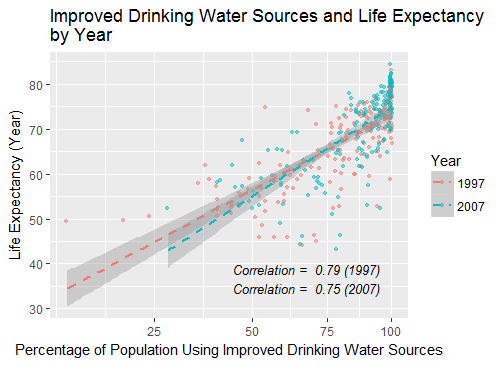 Improved Drinking Water Sources and Life Expectancy
by Year
Life Expectancy (Year)
80
70
60
50
40
30
Correlation = 0.79 (1997)
Correlation = 0.75 (2007)
Year
1997
2007
25
50
75
100
Percentage of Population Using Improved Drinking Water Sources